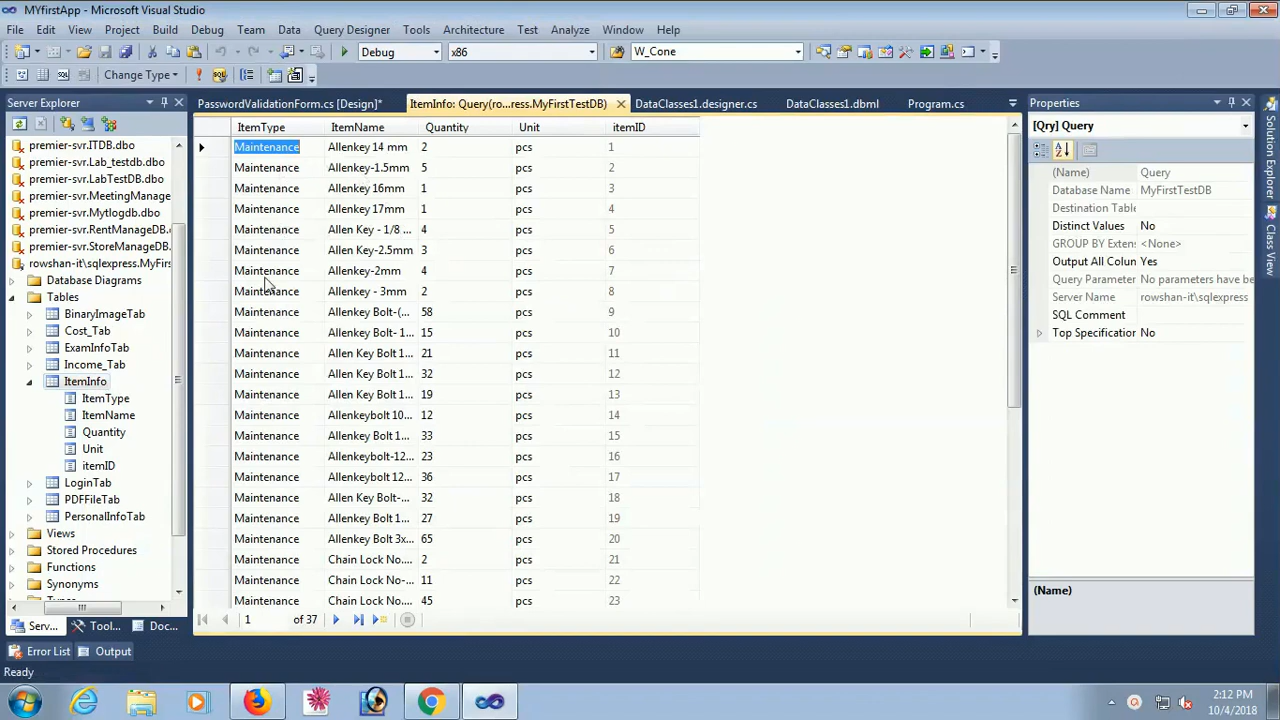 MYfirstApp - Microsoft Visual Studio
File Edit View Project Build Debug Team Data Query Designer Tools Architecture Test Analyze Window Help
Debug x86 W_Cone
Change Type
Server Explorer
PasswordValidationForm.cs [Design]* ItemInfo: Query(ro...ress.MyFirstTestDB) DataClasses1.designer.cs DataClasses1.dbml Program.cs
premier-svr.ITDB.dbo
premier-svr.Lab_testdb.dbo
premier-svr.LabTestDB.dbo
premier-svr.MeetingManage
premier-svr.Mytlogdb.dbo
premier-svr.RentManageDB.
premier-svr.StoreManageDB.
rowshan-it\sqlexpress.MyFirs
Database Diagrams
Tables
BinaryImageTab
Cost_Tab
ExamInfoTab
Income_Tab
ItemInfo
ItemType
ItemName
Quantity
Unit
itemID
LoginTab
PDFFileTab
PersonalInfoTab
Views
Stored Procedures
Functions
Synonyms
Serv... Tool... Doc...
ItemType ItemName Quantity Unit itemID
Maintenance Allenkey 14 mm 2 pcs 1
Maintenance Allenkey-1.5mm 5 pcs 2
Maintenance Allenkey 16mm 1 pcs 3
Maintenance Allenkey 17mm 1 pcs 4
Maintenance Allen Key - 1/8 ... 4 pcs 5
Maintenance Allen Key-2.5mm 3 pcs 6
Maintenance Allenkey-2mm 4 pcs 7
Maintenance Allenkey - 3mm 2 pcs 8
Maintenance Allenkey Bolt-(... 58 pcs 9
Maintenance Allenkey Bolt- 1... 15 pcs 10
Maintenance Allen Key Bolt 1... 21 pcs 11
Maintenance Allen Key Bolt 1... 32 pcs 12
Maintenance Allen Key Bolt 1... 19 pcs 13
Maintenance Allenkeybolt 10... 12 pcs 14
Maintenance Allenkey Bolt 1... 33 pcs 15
Maintenance Allenkeybolt-12... 23 pcs 16
Maintenance Allenkeybolt 12... 36 pcs 17
Maintenance Allen Key Bolt-... 32 pcs 18
Maintenance Allenkey Bolt 1... 27 pcs 19
Maintenance Allenkey Bolt 3x... 65 pcs 20
Maintenance Chain Lock No.... 2 pcs 21
Maintenance Chain Lock No-... 11 pcs 22
Maintenance Chain Lock No.... 45 pcs 23
1 of 37
Properties
[Qry] Query
(Name) Query
Database Name MyFirstTestDB
Destination Table
Distinct Values No
GROUP BY Extens <None>
Output All Colum Yes
Query Parameter No parameters have be
Server Name rowshan-it\sqlexpress
SQL Comment
Top Specification No
(Name)
Solution Explorer
Class View
Error List Output
Ready
2:12 PM
10/4/2018